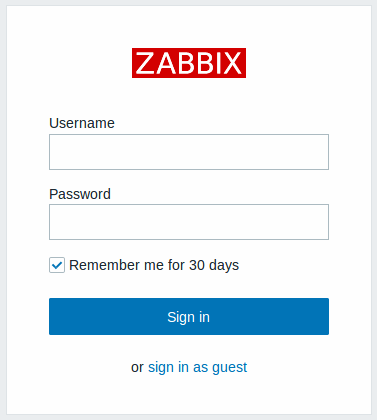 ZABBIX
Username
Password
Remember me for 30 days
Sign in
or sign in as guest